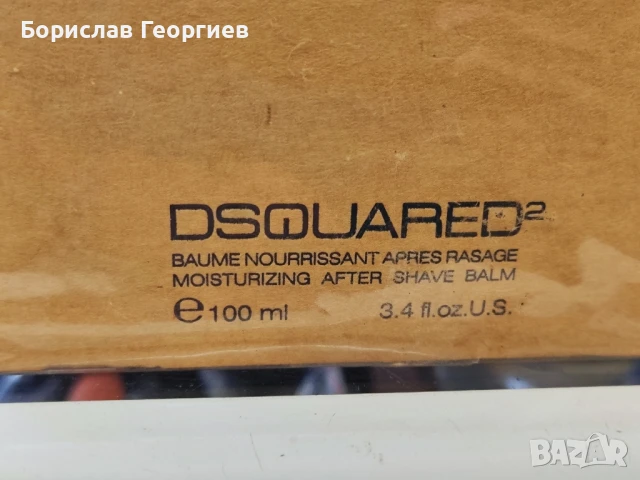 Борислав Георгиев
DSQUARED²
BAUME NOURRISSANT APRES RASAGE
MOISTURIZING AFTER SHAVE BALM
℮100 ml 3.4 fl.oz.U.S.
BAZAR